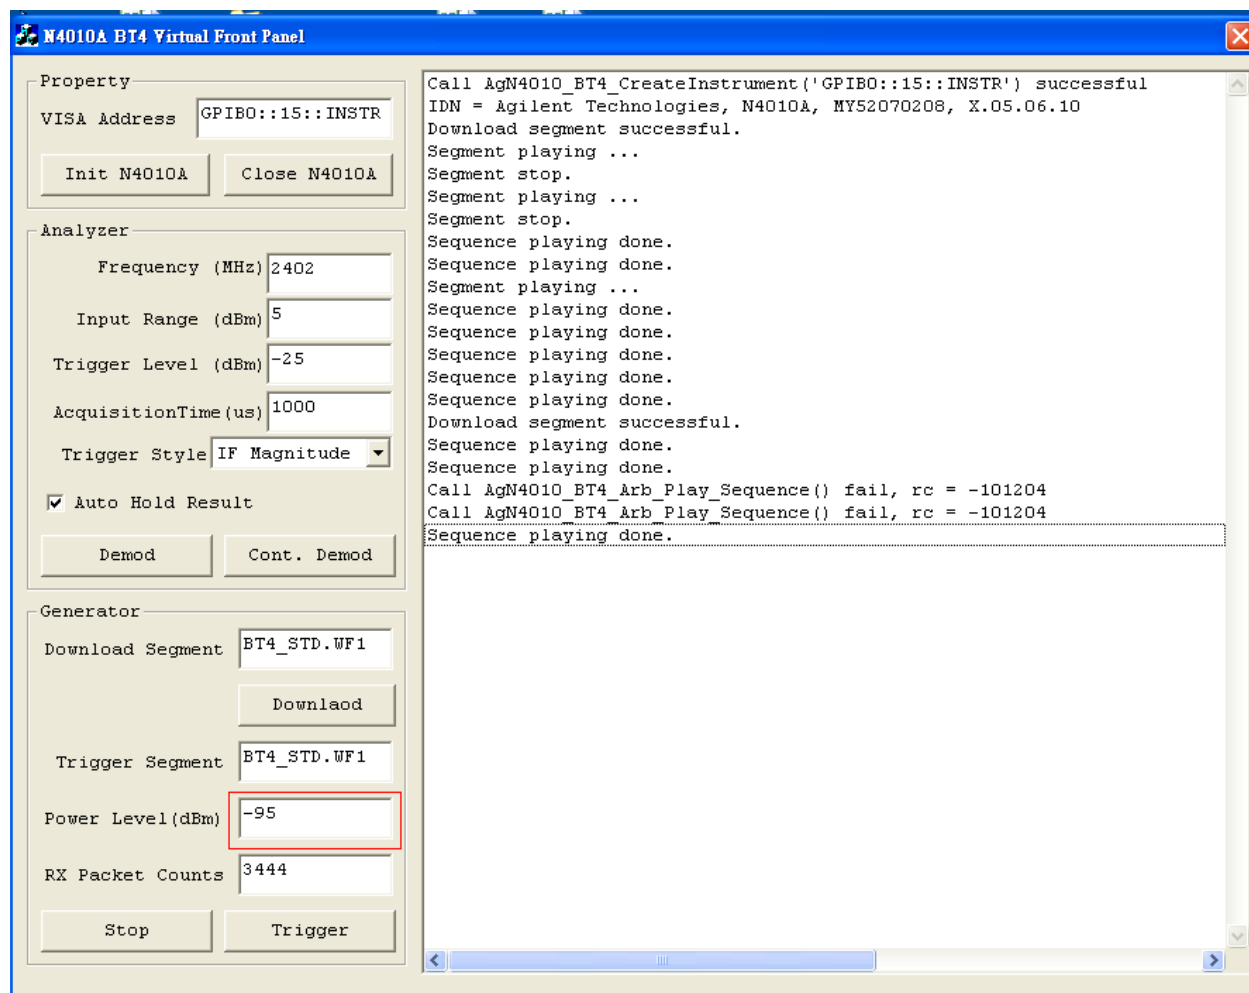 N4010A BT4 Virtual Front Panel
Property
VISA Address GPIB0::15::INSTR
Init N4010A Close N4010A
Analyzer
Frequency (MHz) 2402
Input Range (dBm) 5
Trigger Level (dBm) -25
AcquisitionTime(us) 1000
Trigger Style IF Magnitude
Auto Hold Result
Demod Cont. Demod
Generator
Download Segment BT4_STD.WF1
Downlaod
Trigger Segment BT4_STD.WF1
Power Level(dBm) -95
RX Packet Counts 3444
Stop Trigger
Call AgN4010_BT4_CreateInstrument('GPIB0::15::INSTR') successful
IDN = Agilent Technologies, N4010A, MY52070208, X.05.06.10
Download segment successful.
Segment playing ...
Segment stop.
Segment playing ...
Segment stop.
Sequence playing done.
Sequence playing done.
Segment playing ...
Sequence playing done.
Sequence playing done.
Sequence playing done.
Sequence playing done.
Sequence playing done.
Download segment successful.
Sequence playing done.
Sequence playing done.
Call AgN4010_BT4_Arb_Play_Sequence() fail, rc = -101204
Call AgN4010_BT4_Arb_Play_Sequence() fail, rc = -101204
Sequence playing done.